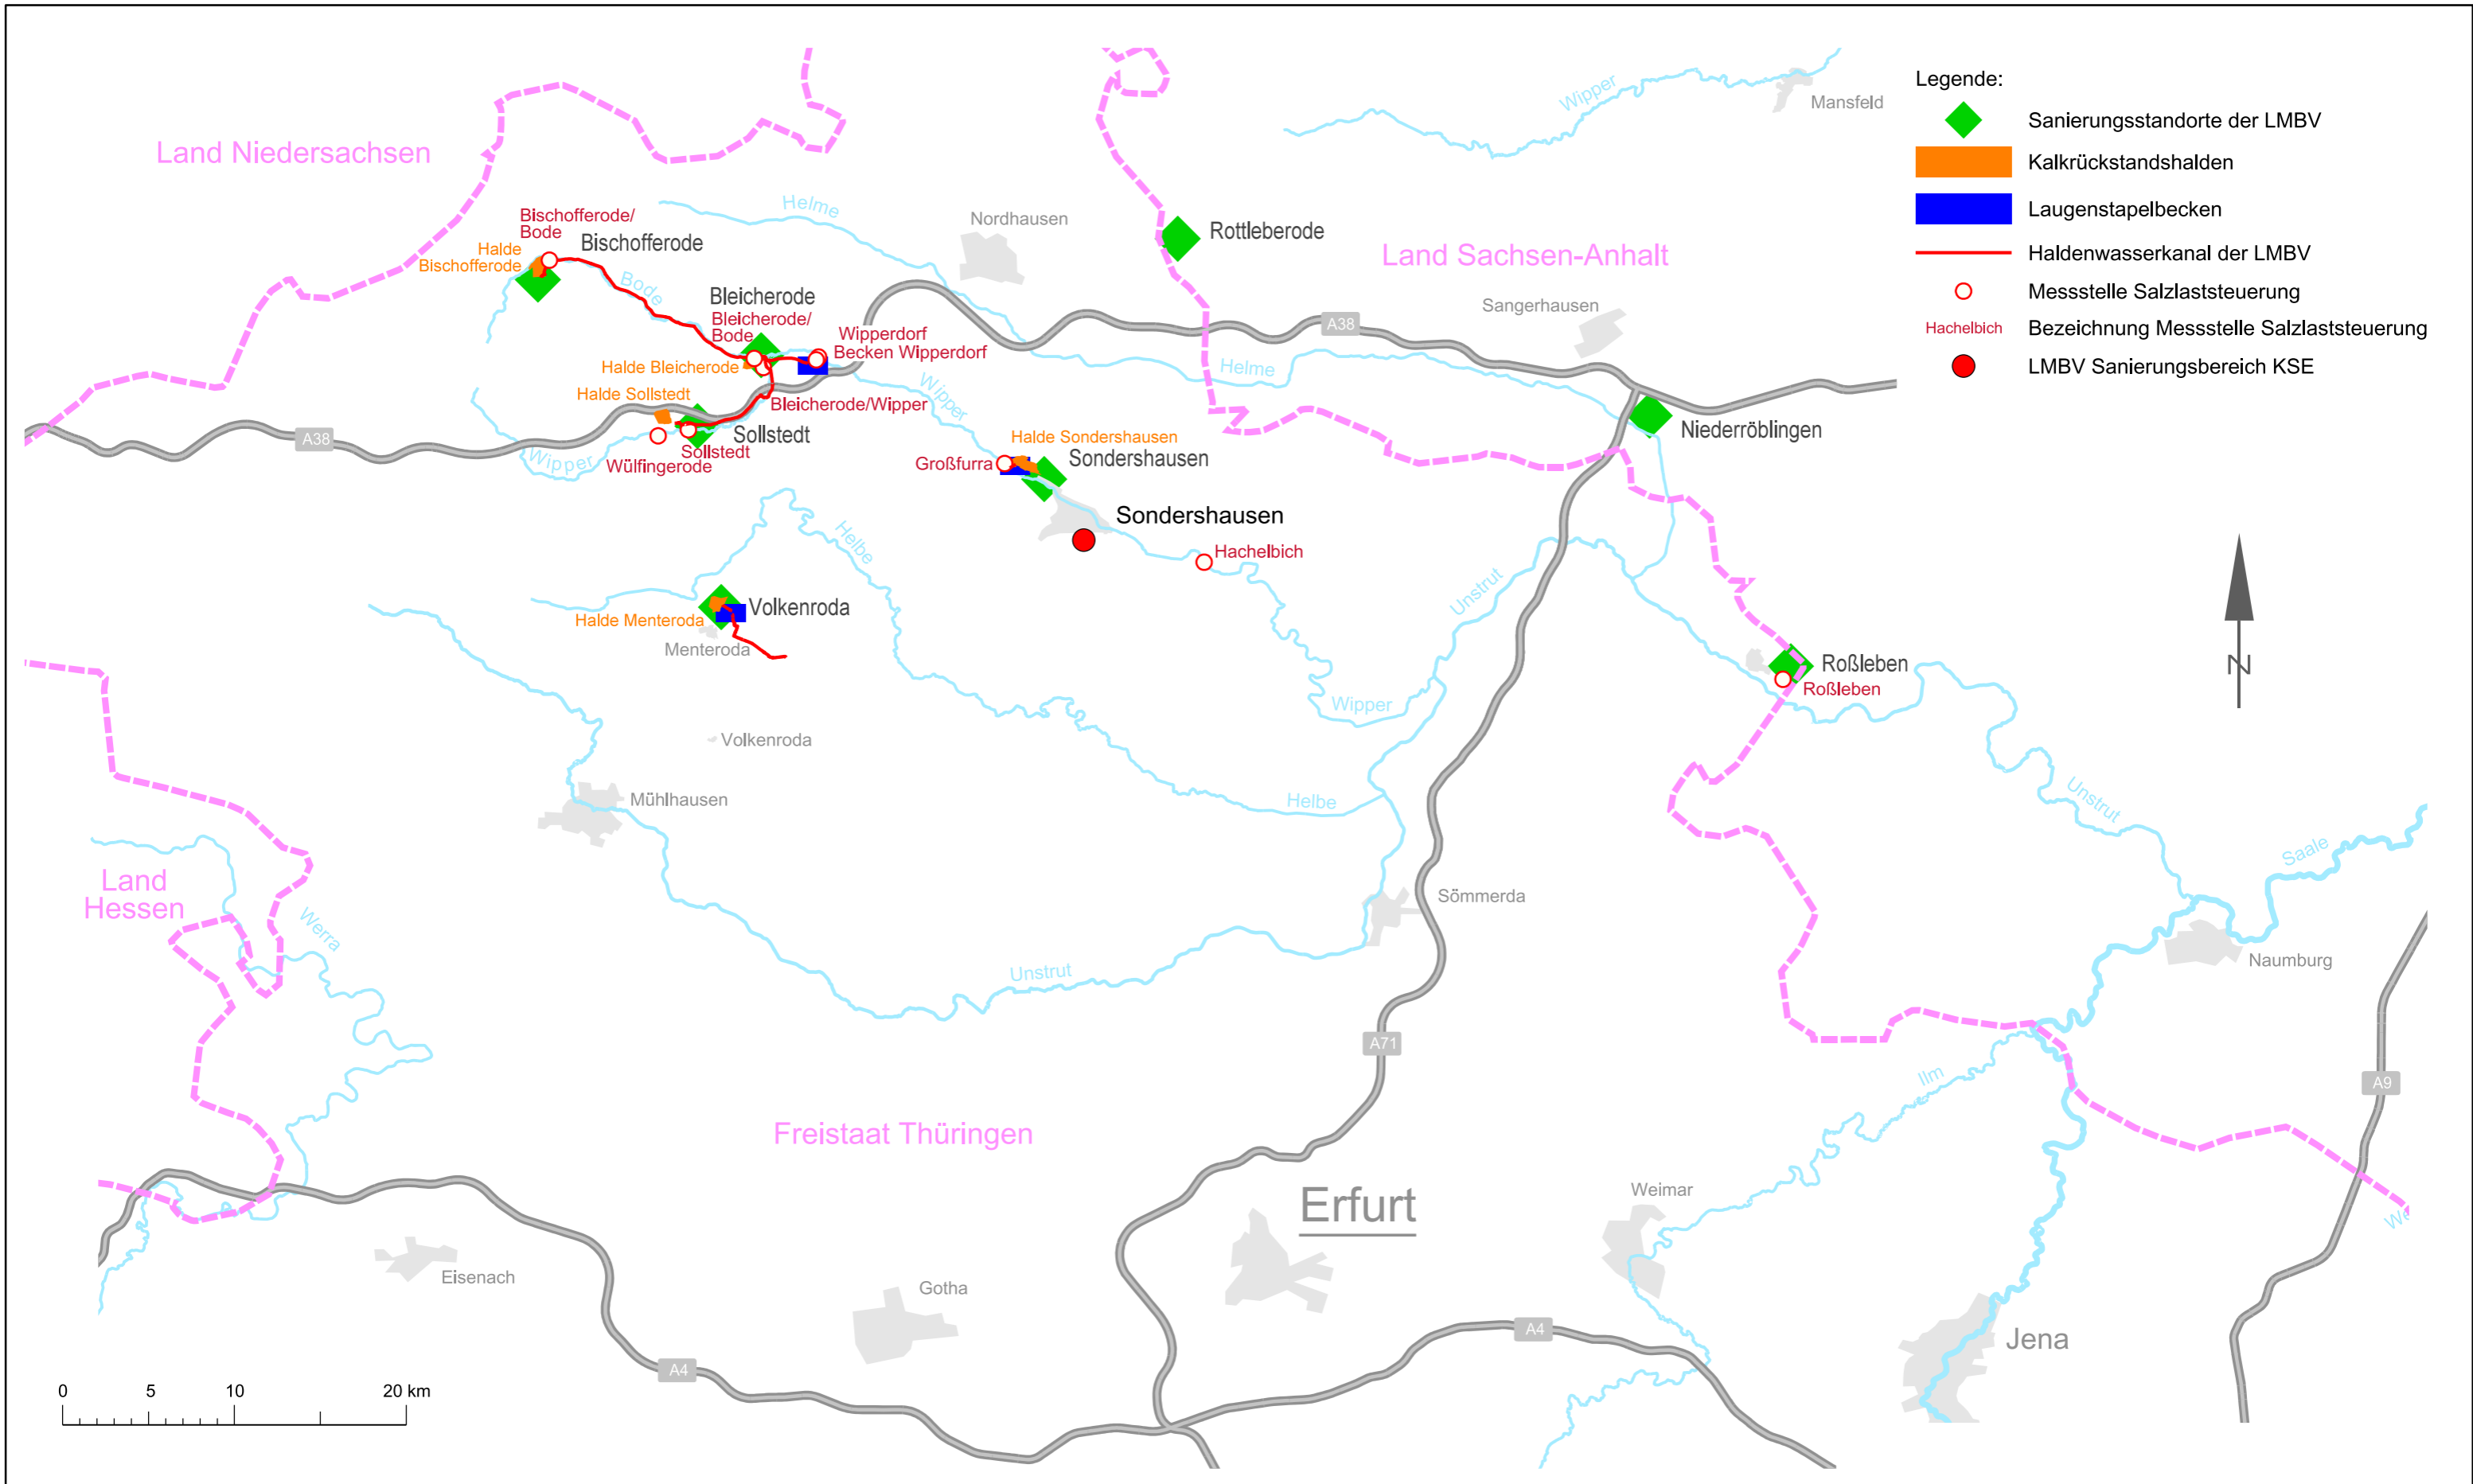 Legende:
Sanierungsstandorte der LMBV
Kalkrückstandshalden
Laugenstapelbecken
Haldenwasserkanal der LMBV
Messstelle Salzlaststeuerung
Hachelbich Bezeichnung Messstelle Salzlaststeuerung
LMBV Sanierungsbereich KSE
Wipper
Mansfeld
Land Niedersachsen
Helme
Nordhausen
Rottleberode
Land Sachsen-Anhalt
Bischofferode/
Bode
Bischofferode
Halde
Bischofferode
Bode
Bleicherode
Bleicherode/
Bode
Wipperdorf
Becken Wipperdorf
Halde Bleicherode
Halde Sollstedt
Bleicherode/Wipper
Sollstedt
Sollstedt
Wülfingerode
Wipper
A38
Wipper
A38
Sangerhausen
Helme
Niederröblingen
Halde Sondershausen
Großfurra
Sondershausen
Sondershausen
Hachelbich
Helbe
Unstrut
Volkenroda
Halde Menteroda
Menteroda
Roßleben
Roßleben
N
Wipper
Volkenroda
Mühlhausen
Helbe
Unstrut
Saale
Land
Hessen
Werra
Sömmerda
Naumburg
Unstrut
A71
Ilm
A9
Freistaat Thüringen
Erfurt
Weimar
We
Eisenach
Gotha
A4
A4
Jena
0 5 10 20 km